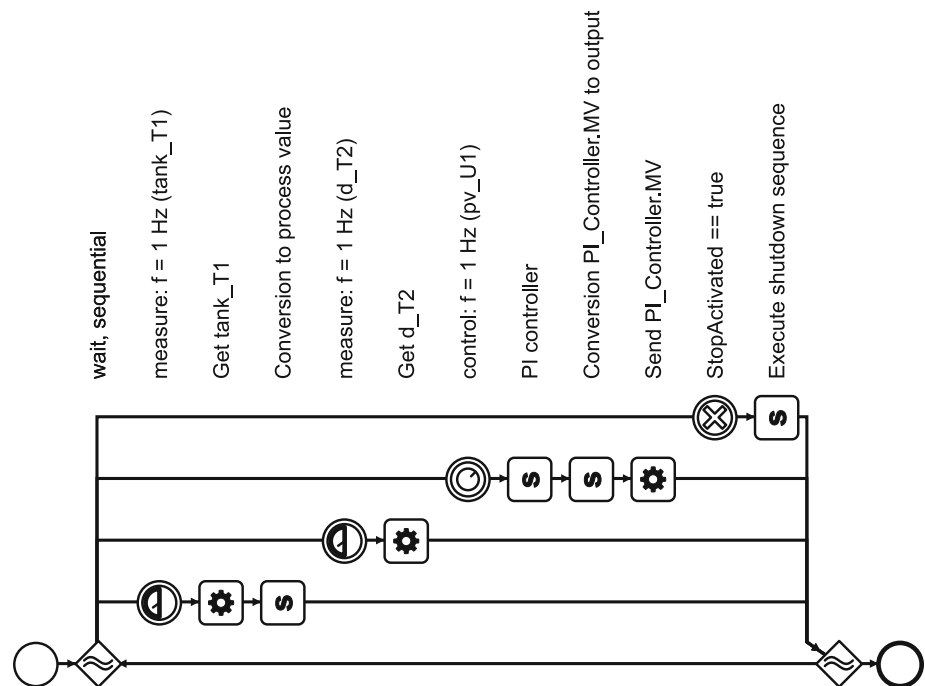 wait, sequential
measure: f = 1 Hz (tank_T1)
Get tank_T1
Conversion to process value
measure: f = 1 Hz (d_T2)
Get d_T2
control: f = 1 Hz (pv_U1)
PI controller
Conversion PI_Controller.MV to output
Send PI_Controller.MV
StopActivated == true
Execute shutdown sequence
S
S
S
S